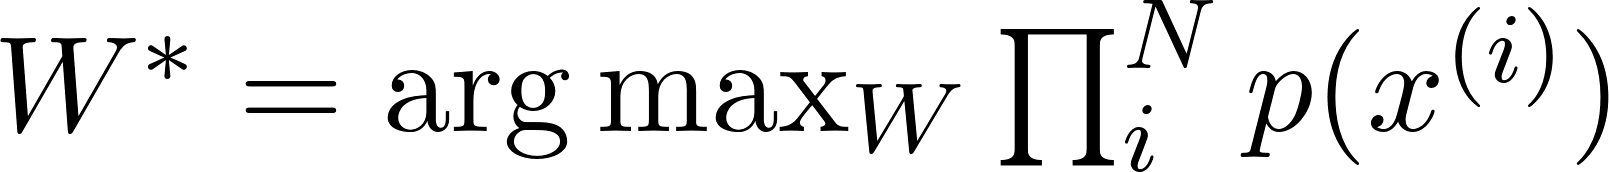 W* = arg max_W ∏_i^N p(x^(i))